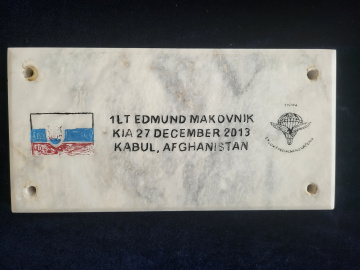 1LT EDMUND MAKOVNIK
KIA 27 DECEMBER 2013
KABUL, AFGHANISTAN